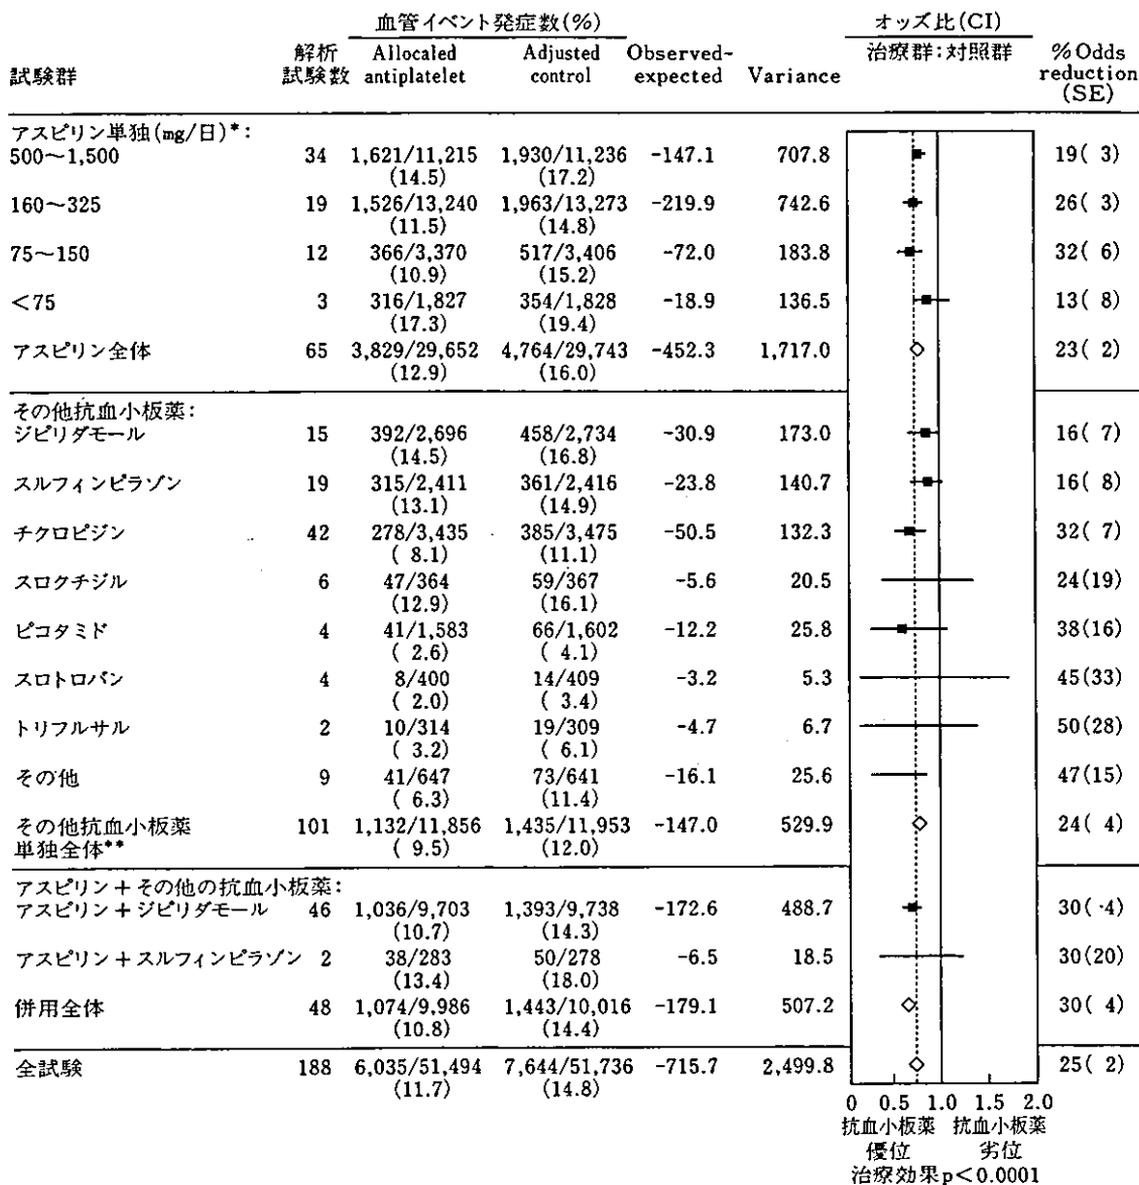 血管イベント発症数(%) オッズ比(CI)
試験群 解析試験数 Allocaled antiplatelet Adjusted control Observed-expected Variance 治療群:対照群 %Odds reduction (SE)
アスピリン単独(mg/日)*:
500～1,500 34 1,621/11,215 1,930/11,236 -147.1 707.8 19( 3)
(14.5) (17.2)
160～325 19 1,526/13,240 1,963/13,273 -219.9 742.6 26( 3)
(11.5) (14.8)
75～150 12 366/3,370 517/3,406 -72.0 183.8 32( 6)
(10.9) (15.2)
<75 3 316/1,827 354/1,828 -18.9 136.5 13( 8)
(17.3) (19.4)
アスピリン全体 65 3,829/29,652 4,764/29,743 -452.3 1,717.0 23( 2)
(12.9) (16.0)
その他抗血小板薬:
ジピリダモール 15 392/2,696 458/2,734 -30.9 173.0 16( 7)
(14.5) (16.8)
スルフィンピラゾン 19 315/2,411 361/2,416 -23.8 140.7 16( 8)
(13.1) (14.9)
チクロピジン 42 278/3,435 385/3,475 -50.5 132.3 32( 7)
( 8.1) (11.1)
スロクチジル 6 47/364 59/367 -5.6 20.5 24(19)
(12.9) (16.1)
ピコタミド 4 41/1,583 66/1,602 -12.2 25.8 38(16)
( 2.6) ( 4.1)
スロトロバン 4 8/400 14/409 -3.2 5.3 45(33)
( 2.0) ( 3.4)
トリフルサル 2 10/314 19/309 -4.7 6.7 50(28)
( 3.2) ( 6.1)
その他 9 41/647 73/641 -16.1 25.6 47(15)
( 6.3) (11.4)
その他抗血小板薬 101 1,132/11,856 1,435/11,953 -147.0 529.9 24( 4)
単独全体** ( 9.5) (12.0)
アスピリン+その他の抗血小板薬:
アスピリン+ジピリダモール 46 1,036/9,703 1,393/9,738 -172.6 488.7 30( 4)
(10.7) (14.3)
アスピリン+スルフィンピラゾン 2 38/283 50/278 -6.5 18.5 30(20)
(13.4) (18.0)
併用全体 48 1,074/9,986 1,443/10,016 -179.1 507.2 30( 4)
(10.8) (14.4)
全試験 188 6,035/51,494 7,644/51,736 -715.7 2,499.8 25( 2)
(11.7) (14.8)
0 0.5 1.0 1.5 2.0
抗血小板薬 抗血小板薬
優位 劣位
治療効果p<0.0001